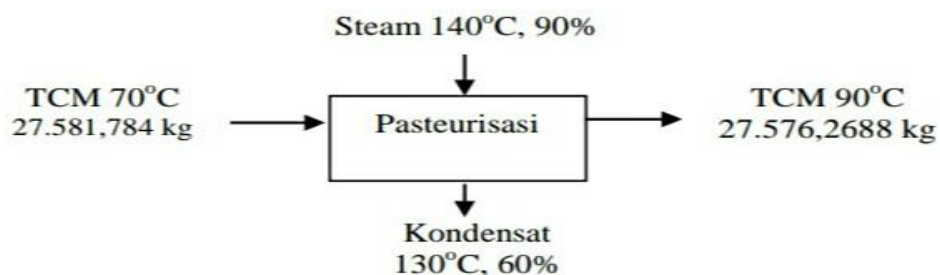 Steam 140°C, 90%
TCM 70°C
27.581,784 kg
Pasteurisasi
TCM 90°C
27.576,2688 kg
Kondensat
130°C, 60%